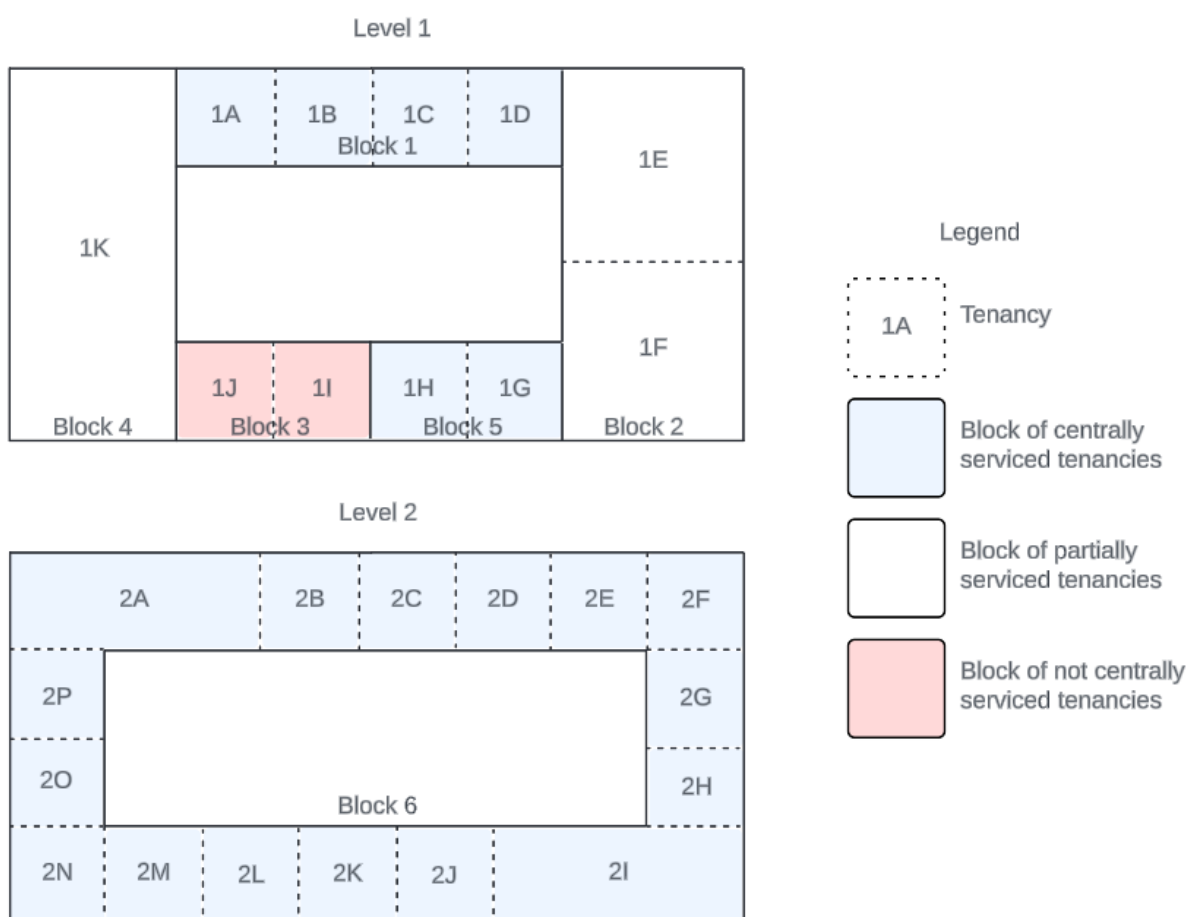 Level 1
1A
1B
1C
1D
Block 1
1E
1K
1F
1J
1I
1H
1G
Block 4
Block 3
Block 5
Block 2
Legend
1A
Tenancy
Block of centrally
serviced tenancies
Block of partially
serviced tenancies
Block of not centrally
serviced tenancies
Level 2
2A
2B
2C
2D
2E
2F
2P
2G
2O
2H
Block 6
2N
2M
2L
2K
2J
2I